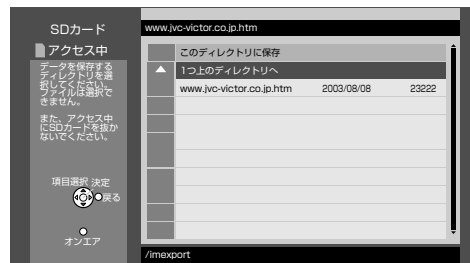 SDカード
アクセス中
データを保存する
ディレクトリを選
択してください。
ファイルは選択で
きません。
また、アクセス中
にSDカードを抜か
ないでください。
項目選択 決定
戻る
オンエア
www.jvc-victor.co.jp.htm
このディレクトリに保存
1つ上のディレクトリへ
www.jvc-victor.co.jp.htm 2003/08/08 23222
/imexport